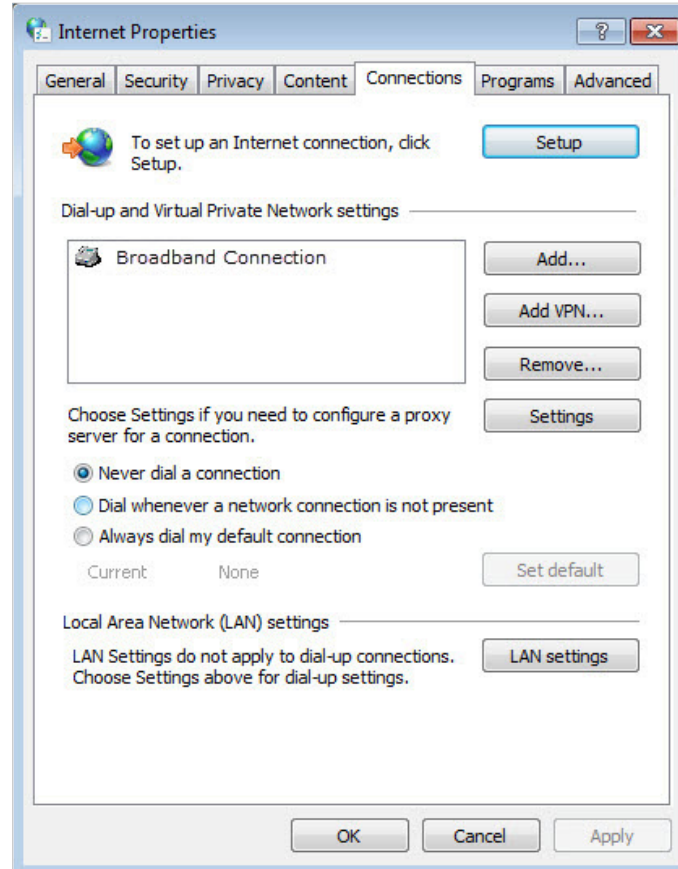 Internet Properties
General Security Privacy Content Connections Programs Advanced
To set up an Internet connection, click
Setup.
Setup
Dial-up and Virtual Private Network settings
Broadband Connection
Add...
Add VPN...
Remove...
Choose Settings if you need to configure a proxy
server for a connection.
Settings
Never dial a connection
Dial whenever a network connection is not present
Always dial my default connection
Current None
Set default
Local Area Network (LAN) settings
LAN Settings do not apply to dial-up connections.
Choose Settings above for dial-up settings.
LAN settings
OK Cancel Apply